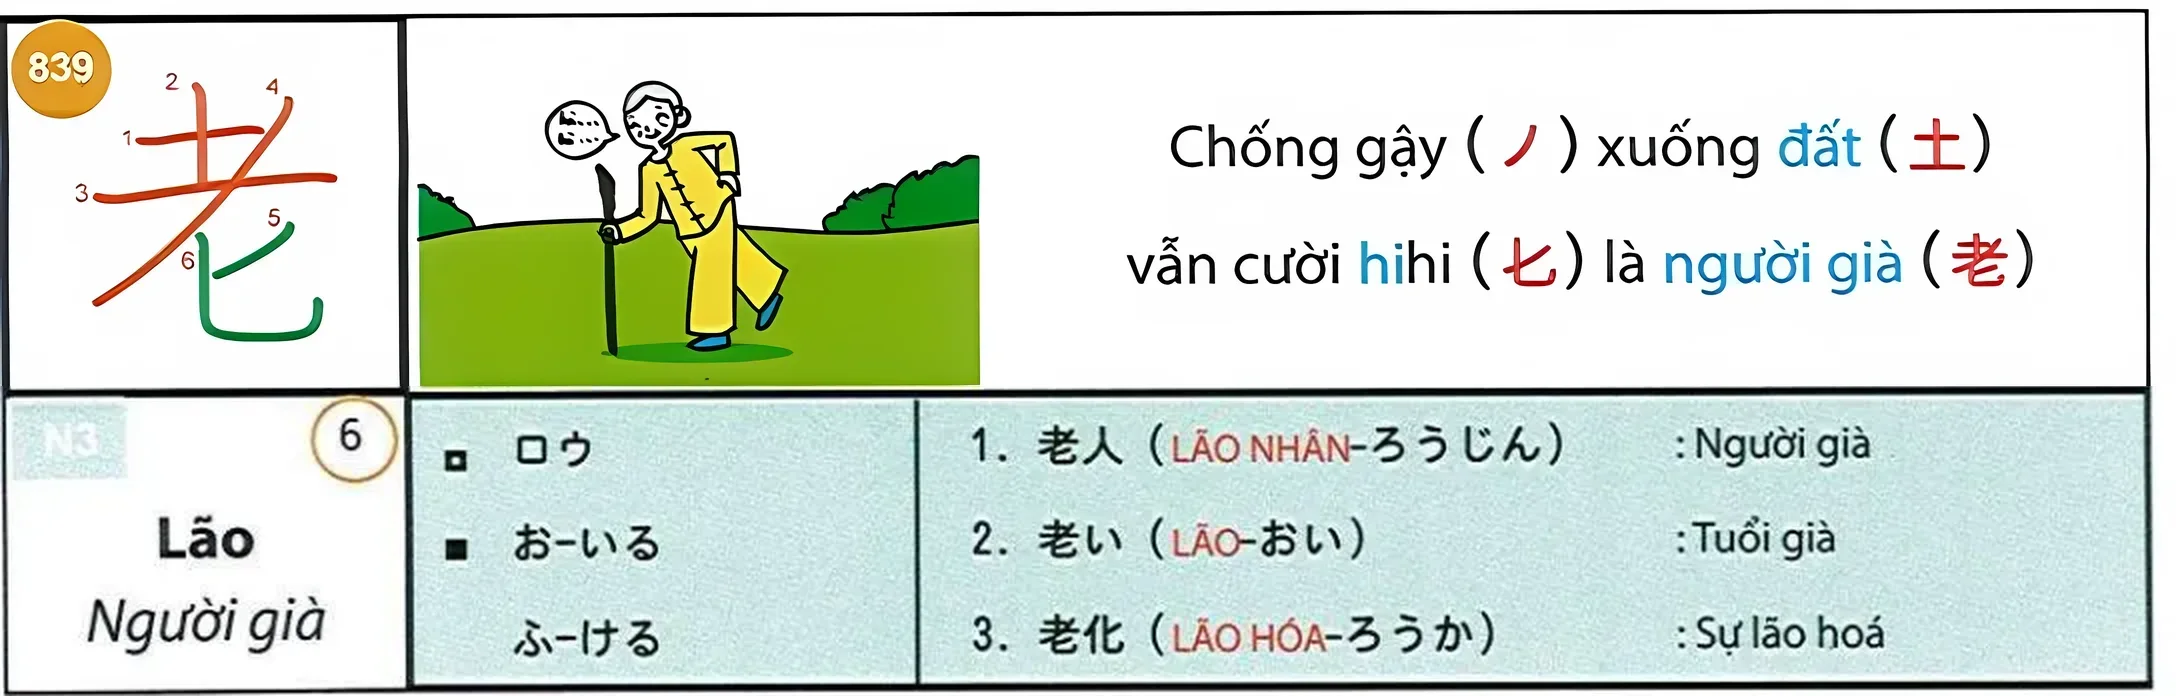 839
老
1
2
3
4
5
6
Chống gậy (ノ) xuống đất (土)
vẫn cười hihi (匕) là người già (老)
N3
6
Lão
Người già
ロウ
お-いる
ふ-ける
1. 老人 (LÃO NHÂN-ろうじん) : Người già
2. 老い (LÃO-おい) : Tuổi già
3. 老化 (LÃO HÓA-ろうか) : Sự lão hoá